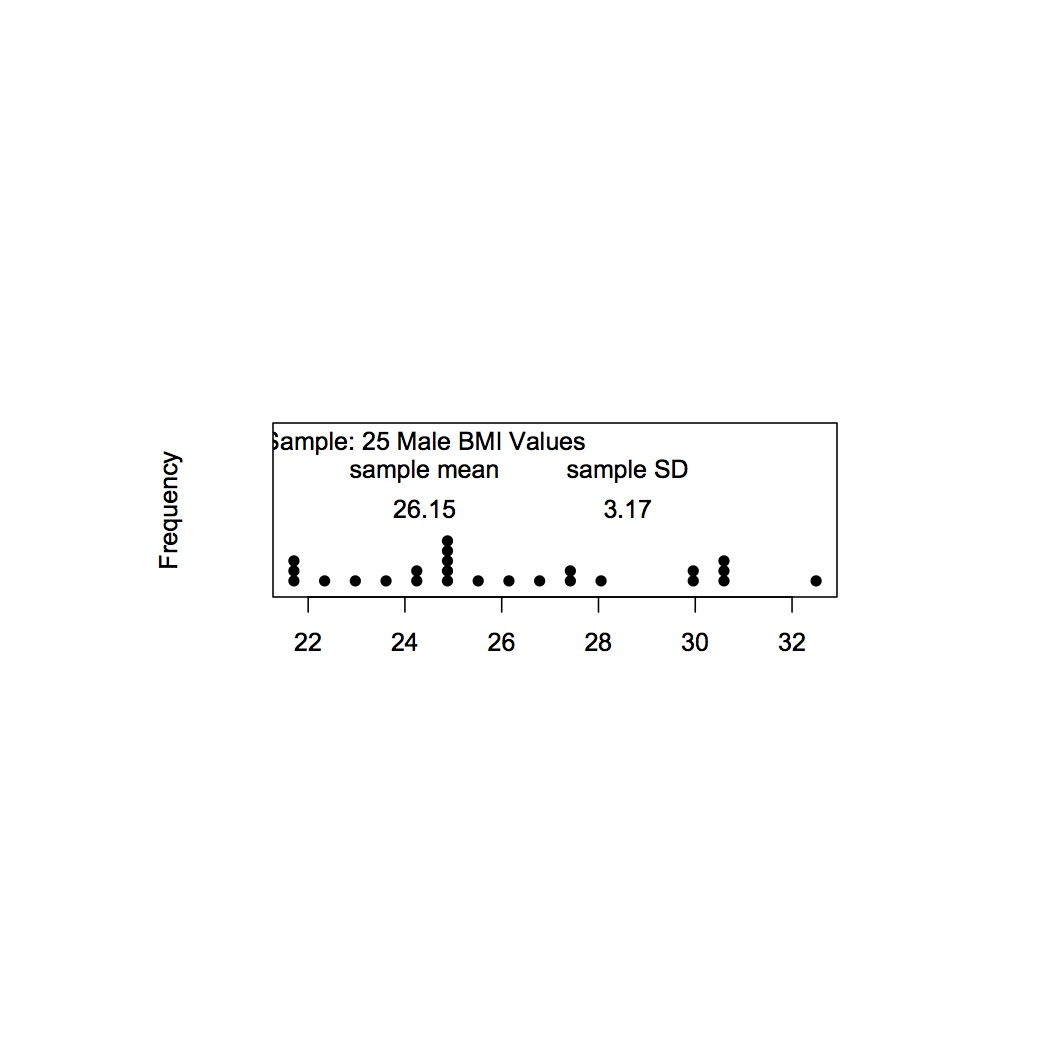 Sample: 25 Male BMI Values
sample mean sample SD
26.15 3.17
Frequency
22 24 26 28 30 32